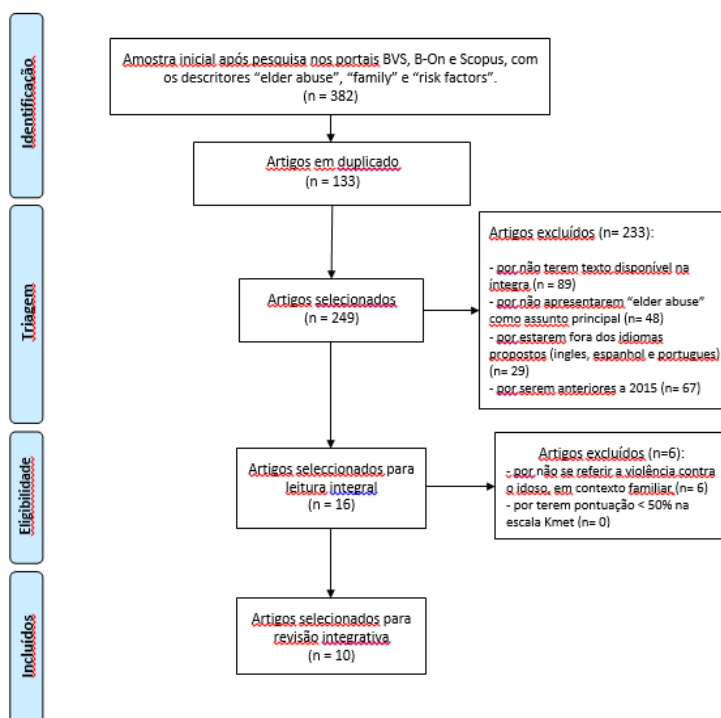 Identificação
Amostra inicial após pesquisa nos portais BVS, B-On e Scopus, com
os descritores “elder abuse”, “family” e “risk factors”.
(n = 382)
Artigos em duplicado
(n = 133)
Triagem
Artigos selecionados
(n = 249)
Artigos excluídos (n= 233):
- por não terem texto disponível na
íntegra (n = 89)
- por não apresentarem “elder abuse”
como assunto principal (n= 48)
- por estarem fora dos idiomas
propostos (ingles, espanhol e portugues)
(n= 29)
- por serem anteriores a 2015 (n= 67)
Eligibilidade
Artigos seleccionados para
leitura integral
(n = 16)
Artigos excluídos (n=6):
- por não se referir a violência contra
o idoso, em contexto familiar (n= 6)
- por terem pontuação < 50% na
escala Kmet (n= 0)
Incluídos
Artigos selecionados para
revisão integrativa
(n = 10)